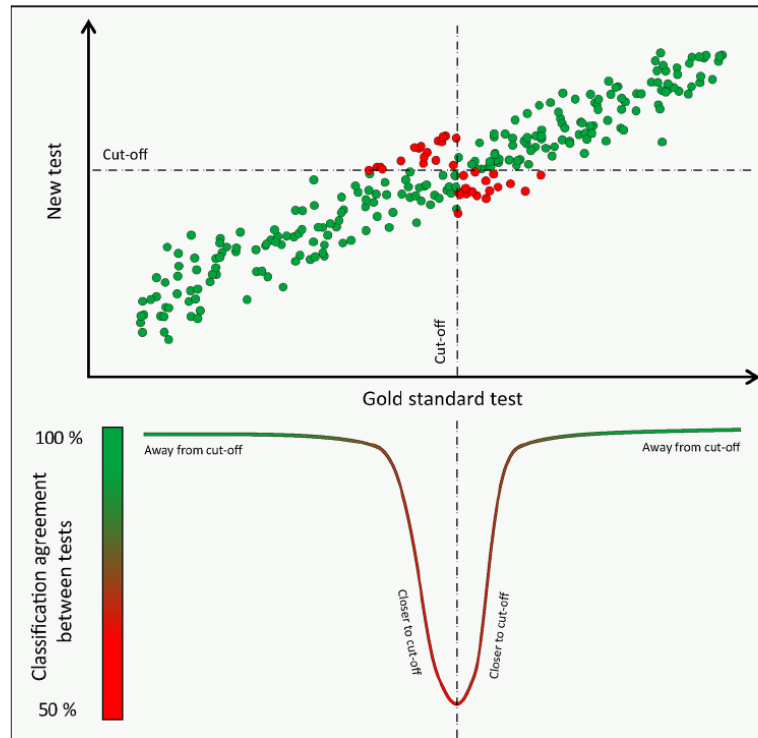 New test
Cut-off
Cut-off
Gold standard test
100 %
Away from cut-off
Away from cut-off
Classification agreement
between tests
Closer to cut-off
Closer to cut-off
50 %